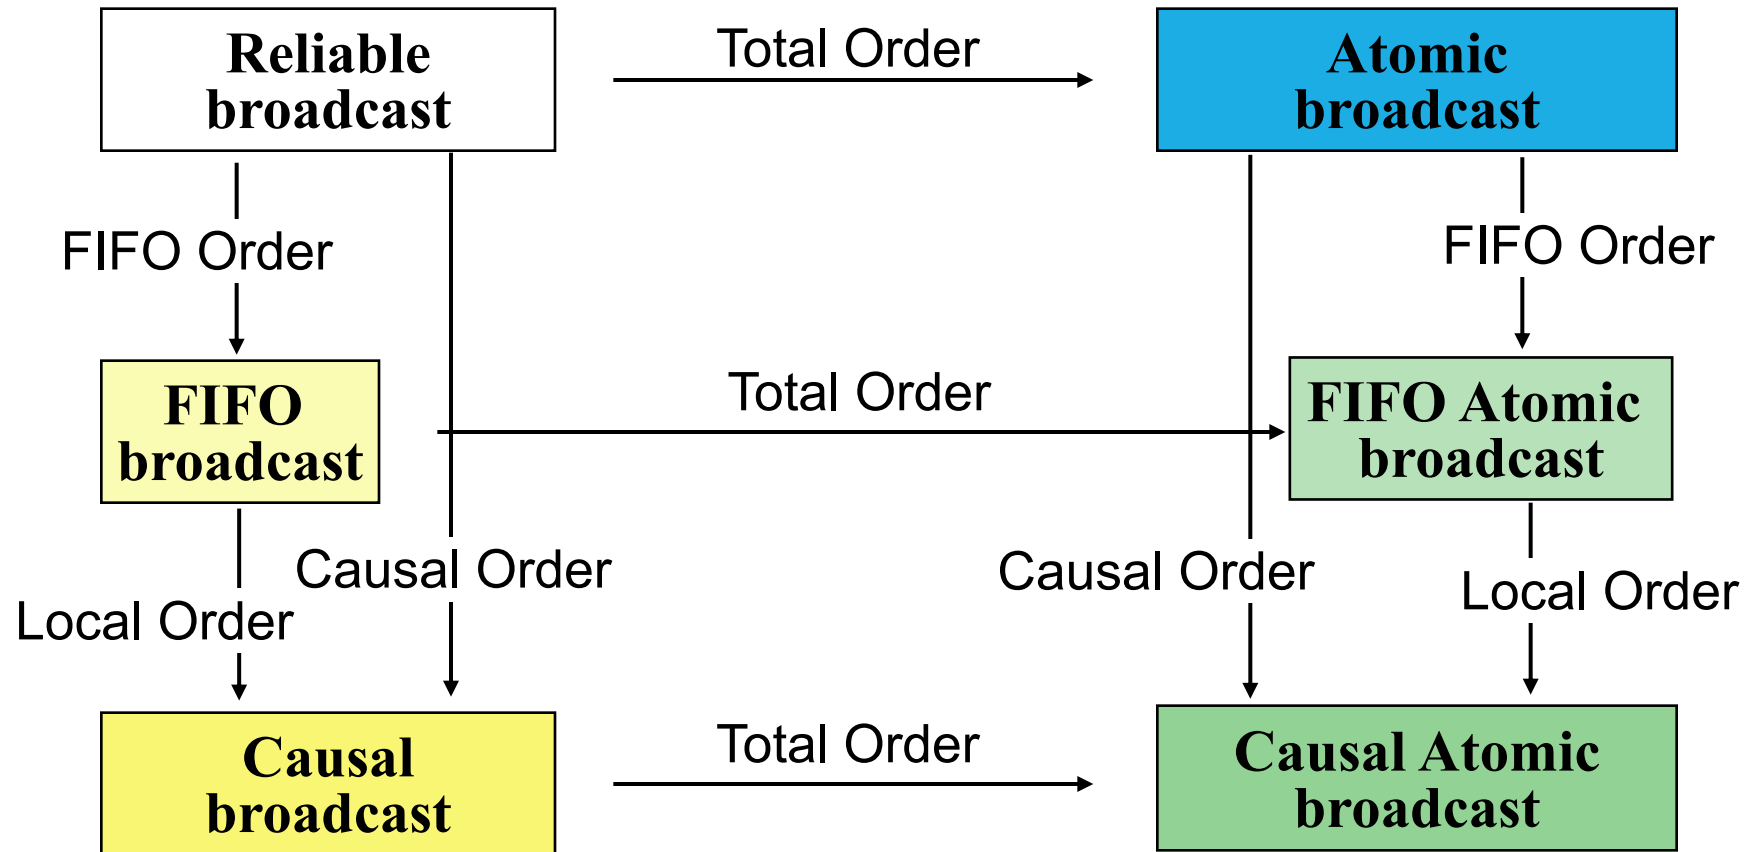 Reliable
broadcast
Total Order
Atomic
broadcast
FIFO Order
FIFO Order
FIFO
broadcast
Total Order
FIFO Atomic
broadcast
Local Order
Causal Order
Causal Order
Local Order
Causal
broadcast
Total Order
Causal Atomic
broadcast